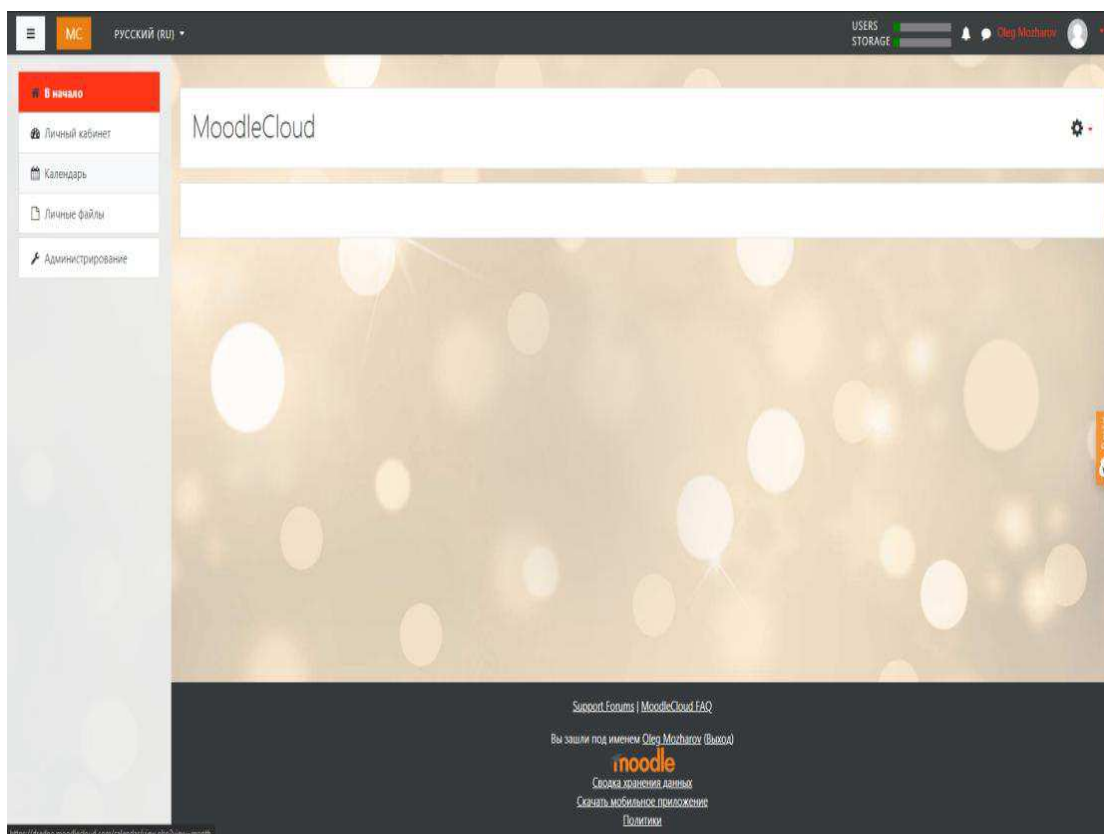 MC
РУССКИЙ (RU)
USERS
STORAGE
Oleg Mozharov
В начало
Личный кабинет
Календарь
Личные файлы
Администрирование
MoodleCloud
Support Forums | MoodleCloud FAQ
Вы зашли под именем Oleg Mozharov (Выход)
moodle
Сводка хранения данных
Скачать мобильное приложение
Политики